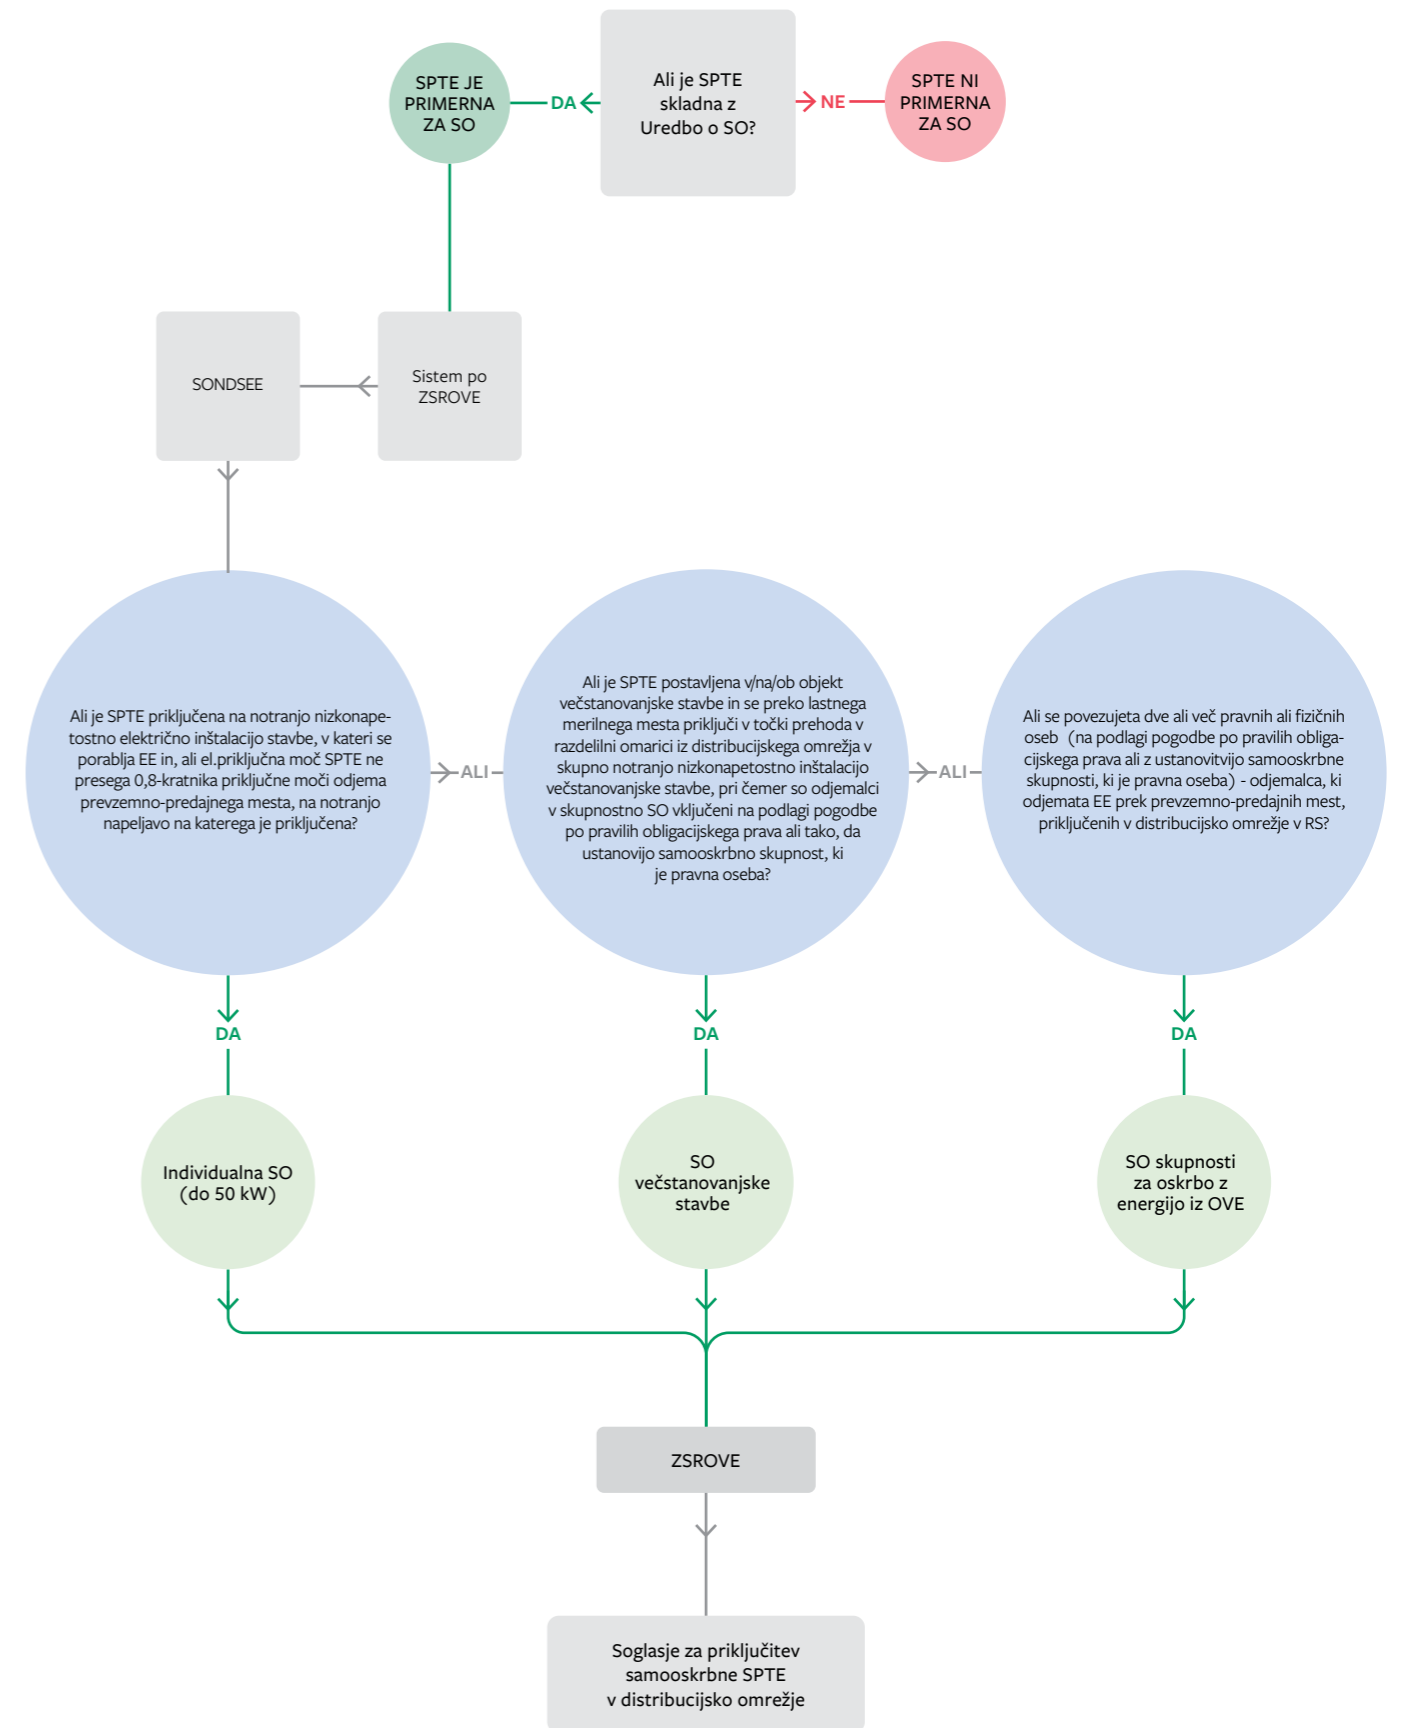 SPTE JE
PRIMERNA
ZA SO
DA
Ali je SPTE
skladna z
Uredbo o SO?
NE
SPTE NI
PRIMERNA
ZA SO
SONDSEE
Sistem po
ZSROVE
Ali je SPTE priključena na notranjo nizkonape-
tostno električno inštalacijo stavbe, v kateri se
porablja EE in, ali el.priključna moč SPTE ne
presega 0,8-kratnika priključne moči odjema
prevzemno-predajnega mesta, na notranjo
napeljavo na katerega je priključena?
ALI
Ali je SPTE postavljena v/na/ob objekt
večstanovanjske stavbe in se preko lastnega
merilnega mesta priključi v točki prehoda v
razdelilni omarici iz distribucijskega omrežja v
skupno notranjo nizkonapetostno inštalacijo
večstanovanjske stavbe, pri čemer so odjemalci
v skupnostno SO vključeni na podlagi pogodbe
po pravilih obligacijskega prava ali tako, da
ustanovijo samooskrbno skupnost, ki
je pravna oseba?
ALI
Ali se povezujeta dve ali več pravnih ali fizičnih
oseb (na podlagi pogodbe po pravilih obliga-
cijskega prava ali z ustanovitvijo samooskrbne
skupnosti, ki je pravna oseba) - odjemalca, ki
odjemata EE prek prevzemno-predajnih mest,
priključenih v distribucijsko omrežje v RS?
DA
DA
DA
Individualna SO
(do 50 kW)
SO
večstanovanjske
stavbe
SO skupnosti
za oskrbo z
energijo iz OVE
ZSROVE
Soglasje za priključitev
samooskrbne SPTE
v distribucijsko omrežje